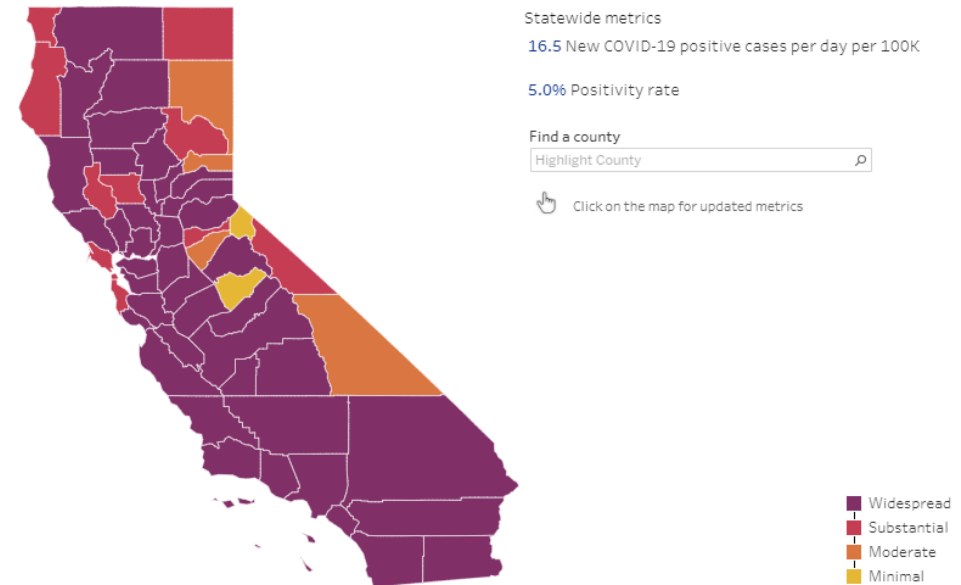 Statewide metrics
16.5 New COVID-19 positive cases per day per 100K
5.0% Positivity rate
Find a county
Highlight County
Click on the map for updated metrics
Widespread
Substantial
Moderate
Minimal